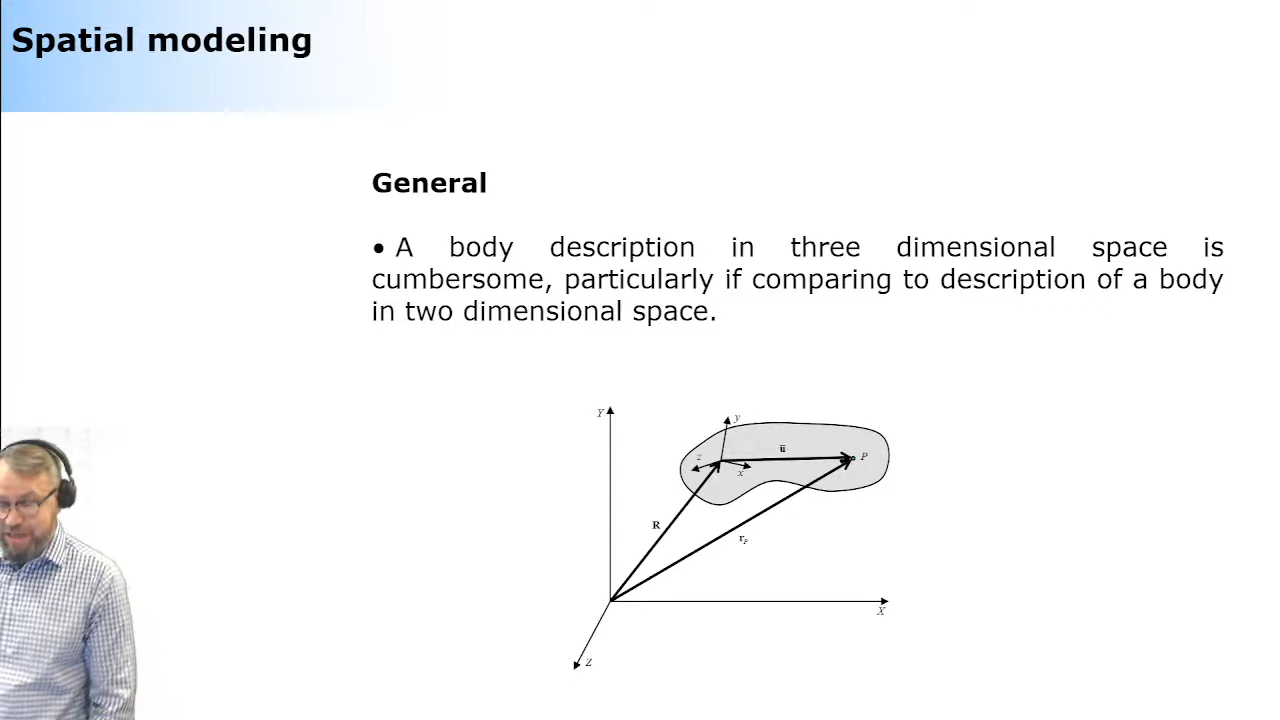 Spatial modeling
General
• A body description in three dimensional space is
cumbersome, particularly if comparing to description of a body
in two dimensional space.
Y
y
z
x
ū
P
R
r_P
X
Z